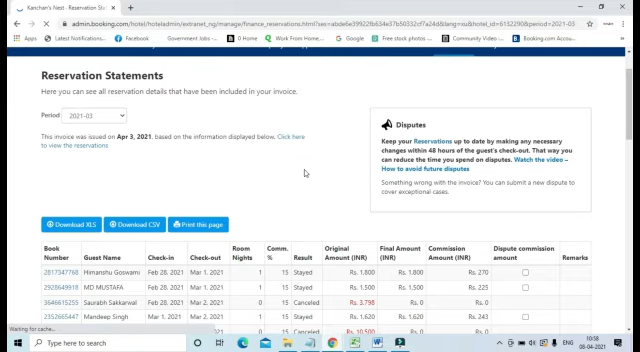 Kanchan's Nest - Reservation Sta
admin.booking.com/hotel/hoteladmin/extranet_ng/manage/finance_reservations.html?ses=abde6e39922fb634e37b50332cf7a24d&lang=xu&hotel_id=6132290&period=2021-03
Apps
Latest Notifications...
Facebook
Government Jobs -...
0 Home
Work From Home,...
Google
Free stock photos -...
Community Video -...
Booking.com Accou...
Reservation Statements
Here you can see all reservation details that have been included in your invoice.
Period 2021-03
This invoice was issued on Apr 3, 2021. based on the information displayed below. Click here
to view the reservations
Disputes
Keep your Reservations up to date by making any necessary
changes within 48 hours of the guest's check-out. That way you
can reduce the time you spend on disputes. Watch the video –
How to avoid future disputes
Something wrong with the invoice? You can submit a new dispute to
cover exceptional cases.
Download XLS Download CSV Print this page
Book Number Guest Name Check-in Check-out Room Nights Comm. % Result Original Amount (INR) Final Amount (INR) Commission Amount (INR) Dispute commission amount Remarks
2817347768 Himanshu Goswami Feb 28, 2021 Mar 1, 2021 1 15 Stayed Rs. 1.800 Rs. 1.800 Rs. 270
2928649918 MD MUSTAFA Feb 28, 2021 Mar 1, 2021 1 15 Stayed Rs. 1.500 Rs. 1.500 Rs. 225
3646615255 Saurabh Sakkarwal Feb 28, 2021 Mar 2, 2021 0 15 Canceled Rs. 3.798 Rs. 0 Rs. 0
2352665447 Mandeep Singh Mar 1, 2021 Mar 2, 2021 1 15 Stayed Rs. 1.620 Rs. 1.620 Rs. 243
0 15 Canceled Rs. 10.500 Rs. 0 Rs. 0
Waiting for cache...
Type here to search
ENG
10:58
08-04-2021